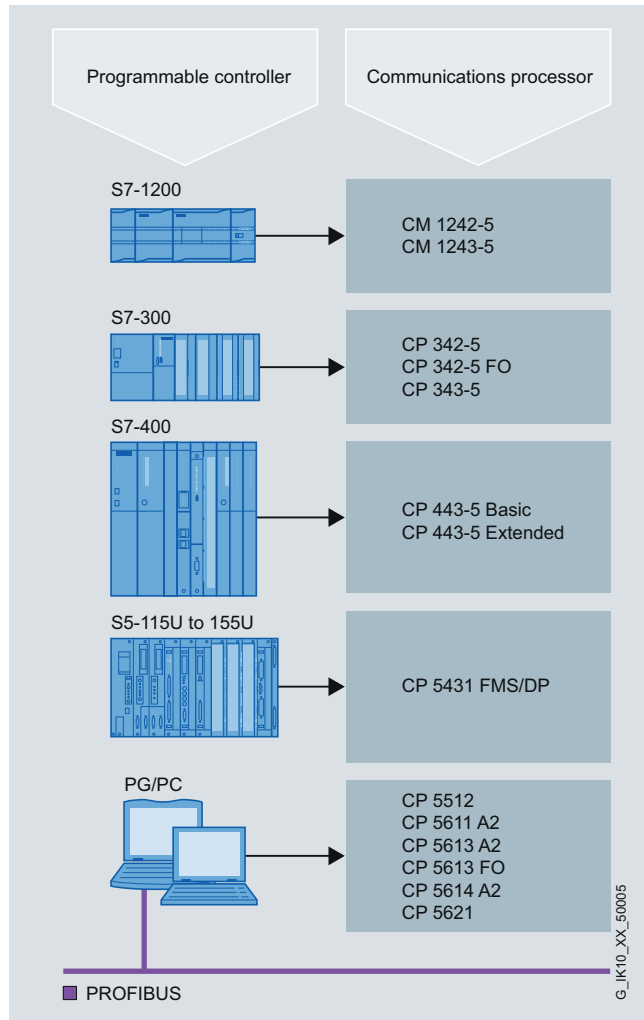 Programmable controller
Communications processor
S7-1200
CM 1242-5
CM 1243-5
S7-300
CP 342-5
CP 342-5 FO
CP 343-5
S7-400
CP 443-5 Basic
CP 443-5 Extended
S5-115U to 155U
CP 5431 FMS/DP
PG/PC
CP 5512
CP 5611 A2
CP 5613 A2
CP 5613 FO
CP 5614 A2
CP 5621
PROFIBUS
G_IK10_XX_50005